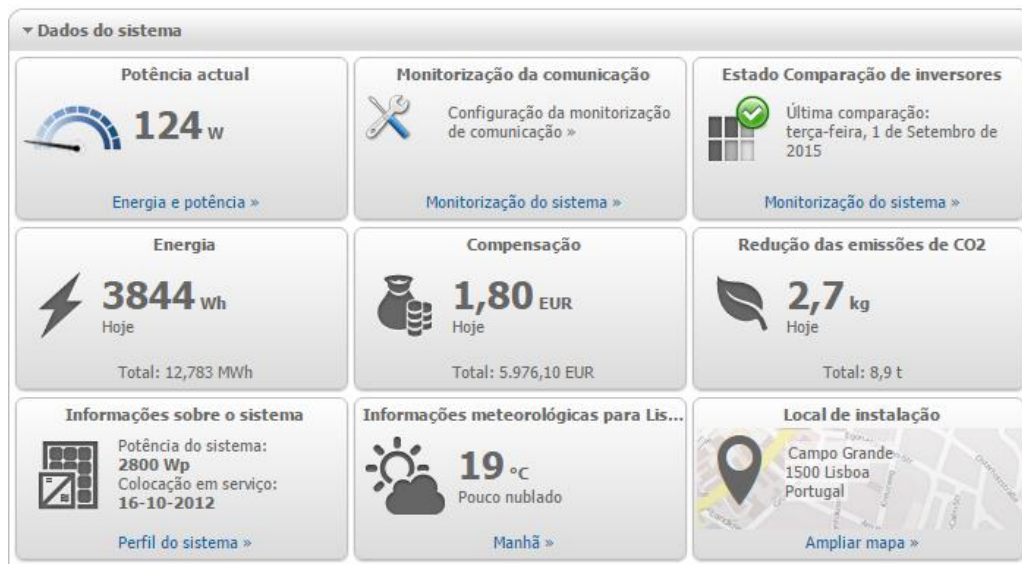 Dados do sistema
Potência actual
124 W
Energia e potência »
Monitorização da comunicação
Configuração da monitorização
de comunicação »
Monitorização do sistema »
Estado Comparação de inversores
Última comparação:
terça-feira, 1 de Setembro de
2015
Monitorização do sistema »
Energia
3844 Wh
Hoje
Total: 12,783 MWh
Compensação
1,80 EUR
Hoje
Total: 5.976,10 EUR
Redução das emissões de CO2
2,7 kg
Hoje
Total: 8,9 t
Informações sobre o sistema
Potência do sistema:
2800 Wp
Colocação em serviço:
16-10-2012
Perfil do sistema »
Informações meteorológicas para Lis...
19 °C
Pouco nublado
Manhã »
Local de instalação
Campo Grande
1500 Lisboa
Portugal
Ampliar mapa »